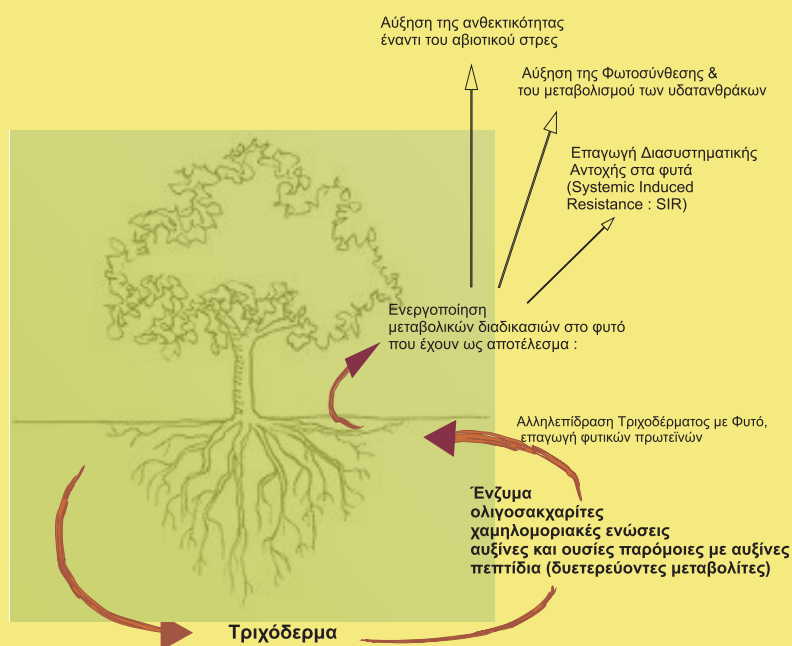 Αύξηση της ανθεκτικότητας
έναντι του αβιοτικού στρες
Αύξηση της Φωτοσύνθεσης &
του μεταβολισμού των υδατανθράκων
Επαγωγή Διασυστηματικής
Αντοχής στα φυτά
(Systemic Induced
Resistance : SIR)
Ενεργοποίηση
μεταβολικών διαδικασιών στο φυτό
που έχουν ως αποτέλεσμα :
Αλληλεπίδραση Τριχοδέρματος με Φυτό,
επαγωγή φυτικών πρωτεϊνών
Ένζυμα
ολιγοσακχαρίτες
χαμηλομοριακές ενώσεις
αυξίνες και ουσίες παρόμοιες με αυξίνες
πεπτίδια (δυετερεύοντες μεταβολίτες)
Τριχόδερμα